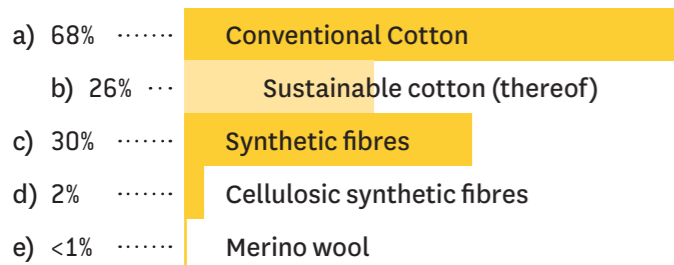 a) 68% ······· Conventional Cotton
b) 26% ··· Sustainable cotton (thereof)
c) 30% ······· Synthetic fibres
d) 2% ······· Cellulosic synthetic fibres
e) <1% ······· Merino wool